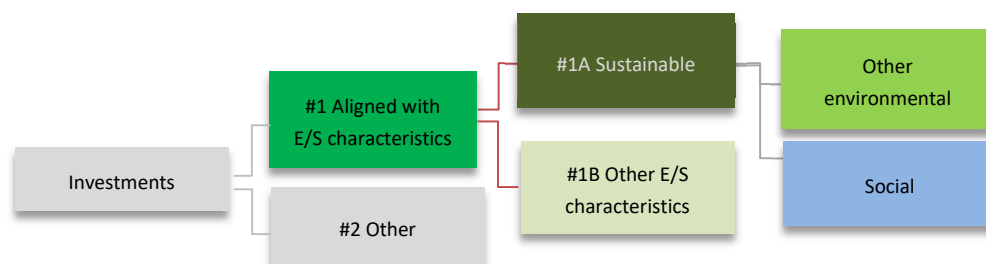 Investments
#1 Aligned with
E/S characteristics
#2 Other
#1A Sustainable
#1B Other E/S
characteristics
Other
environmental
Social